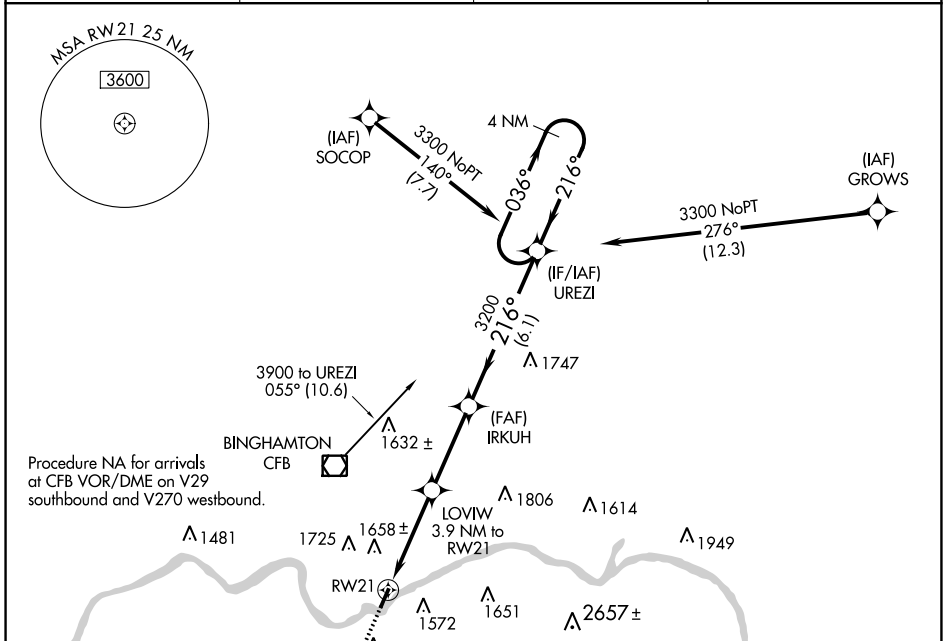 MSA RW21 25 NM
3600
(IAF)
SOCOP
3300 NoPT
140°
(7.7)
4 NM
036°
216°
(IAF)
GROWS
3300 NoPT
276°
(12.3)
(IF/IAF)
UREZI
3200
216°
(6.1)
1747
3900 to UREZI
055° (10.6)
(FAF)
IRKUH
BINGHAMTON
CFB
1632 ±
Procedure NA for arrivals
at CFB VOR/DME on V29
southbound and V270 westbound.
LOVIW
3.9 NM to
RW21
1806
1614
1481
1725
1658 ±
1949
RW21
1572
1651
2657 ±